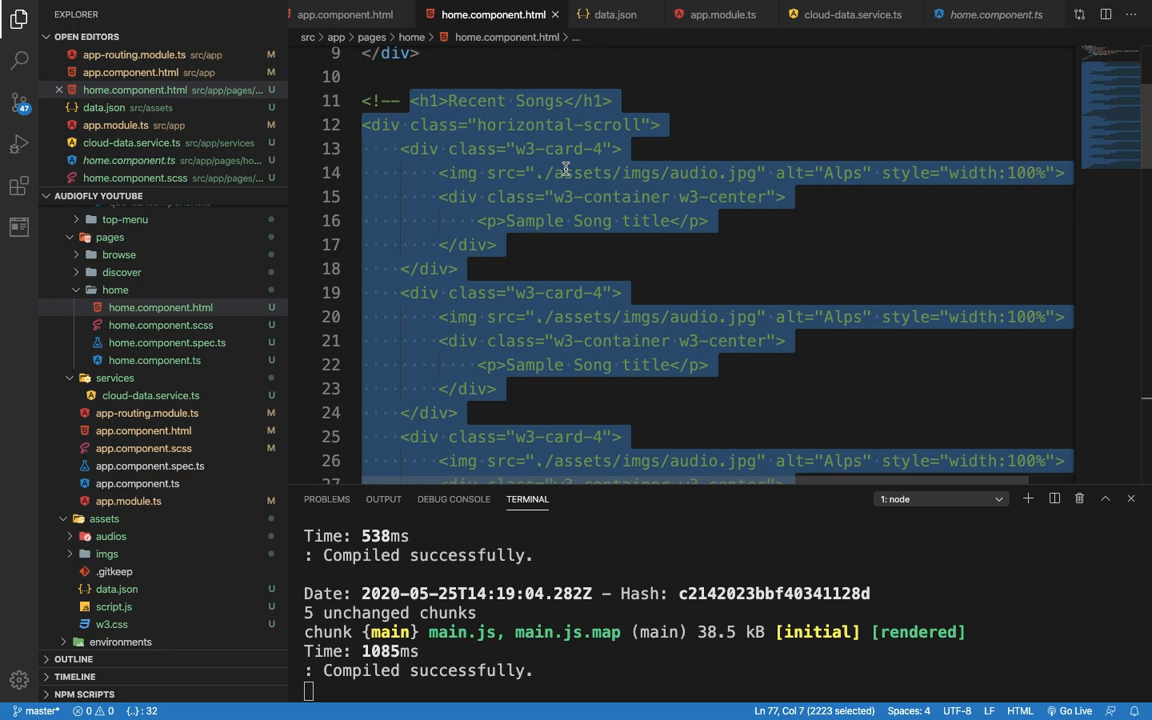 EXPLORER
OPEN EDITORS
app-routing.module.ts src/app M
app.component.html src/app M
home.component.html src/app/pages/... U
data.json src/assets U
app.module.ts src/app M
cloud-data.service.ts src/app/services U
home.component.ts src/app/pages/ho... U
home.component.scss src/app/pages/... U
AUDIOFLY YOUTUBE
top-menu
pages
browse
discover
home
home.component.html U
home.component.scss U
home.component.spec.ts U
home.component.ts U
services
cloud-data.service.ts U
app-routing.module.ts M
app.component.html M
app.component.scss M
app.component.spec.ts
app.component.ts
app.module.ts M
assets
audios
imgs
.gitkeep
data.json U
script.js U
w3.css U
environments
OUTLINE
TIMELINE
NPM SCRIPTS
47
app.component.html home.component.html data.json app.module.ts cloud-data.service.ts home.component.ts
src > app > pages > home > home.component.html > ...
9 </div>
10
11 <!-- <h1>Recent Songs</h1>
12 <div class="horizontal-scroll">
13 <div class="w3-card-4">
14 <img src="./assets/imgs/audio.jpg" alt="Alps" style="width:100%">
15 <div class="w3-container w3-center">
16 <p>Sample Song title</p>
17 </div>
18 </div>
19 <div class="w3-card-4">
20 <img src="./assets/imgs/audio.jpg" alt="Alps" style="width:100%">
21 <div class="w3-container w3-center">
22 <p>Sample Song title</p>
23 </div>
24 </div>
25 <div class="w3-card-4">
26 <img src="./assets/imgs/audio.jpg" alt="Alps" style="width:100%">
27 <div class="w3-container w3-center">
PROBLEMS OUTPUT DEBUG CONSOLE TERMINAL 1: node
Time: 538ms
: Compiled successfully.
Date: 2020-05-25T14:19:04.282Z - Hash: c2142023bbf40341128d
5 unchanged chunks
chunk {main} main.js, main.js.map (main) 38.5 kB [initial] [rendered]
Time: 1085ms
: Compiled successfully.
master* 0 0 {..} : 32 Ln 77, Col 7 (2223 selected) Spaces: 4 UTF-8 LF HTML Go Live